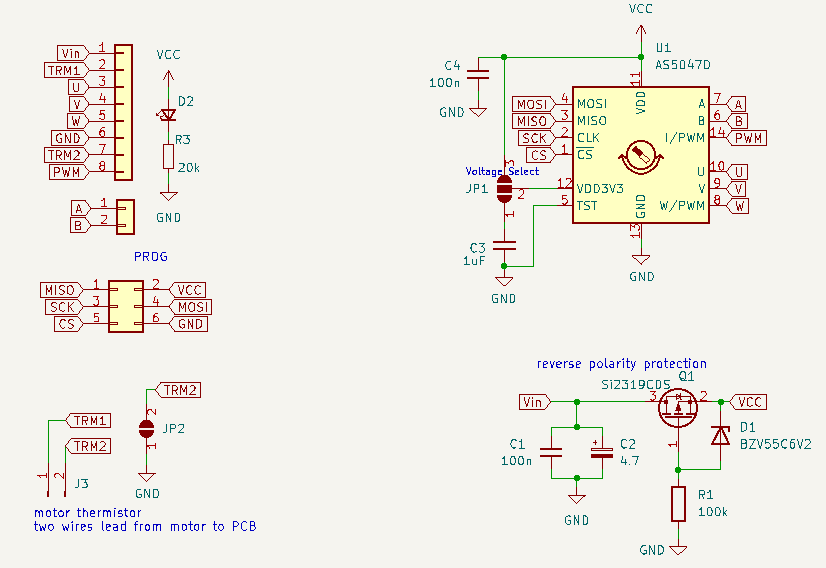 Vin 1
TRM1 2
U 3
V 4
W 5
GND 6
TRM2 7
PWM 8
VCC
D2
R3
20k
GND
A 1
B 2
PROG
MISO 1 2 VCC
SCK 3 4 MOSI
CS 5 6 GND
TRM2
2
JP2
1
GND
TRM1
TRM2
1 2 J3
motor thermistor
two wires lead from motor to PCB
VCC
U1
AS5047D
C4
100n
GND
11
VDD
MOSI 4 MOSI
MISO 3 MISO
SCK 2 CLK
CS 1 CS
A 7 A
B 6 B
I/PWM 14 PWM
U 10 U
V 9 V
W/PWM 8 W
3
Voltage Select
JP1
2
1
12 VDD3V3
5 TST
GND
13
GND
C3
1uF
GND
reverse polarity protection
Q1
Si2319CDS
Vin 3 2 VCC
1
D1
BZV55C6V2
C1
100n
C2
4.7
+
GND
R1
100k
GND